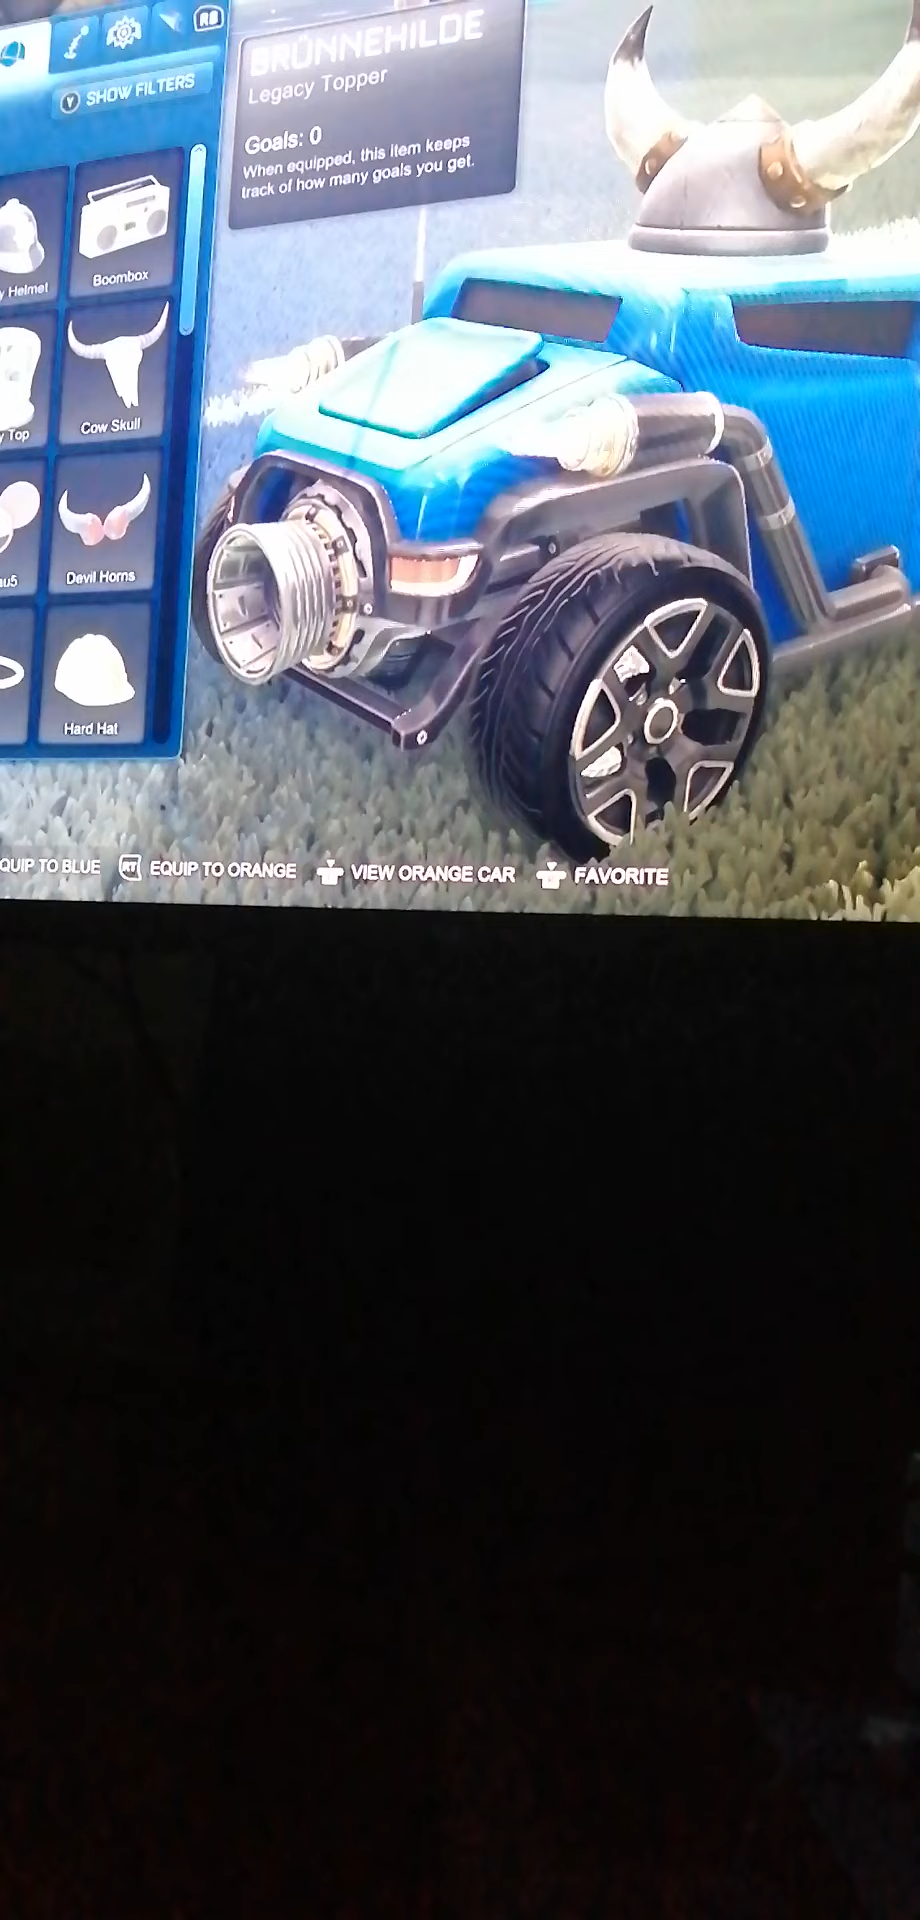 RB
Y SHOW FILTERS
BRÜNNEHILDE
Legacy Topper
Goals: 0
When equipped, this item keeps
track of how many goals you get.
Helmet
Boombox
Top
Cow Skull
au5
Devil Horns
Hard Hat
QUIP TO BLUE RT EQUIP TO ORANGE VIEW ORANGE CAR FAVORITE